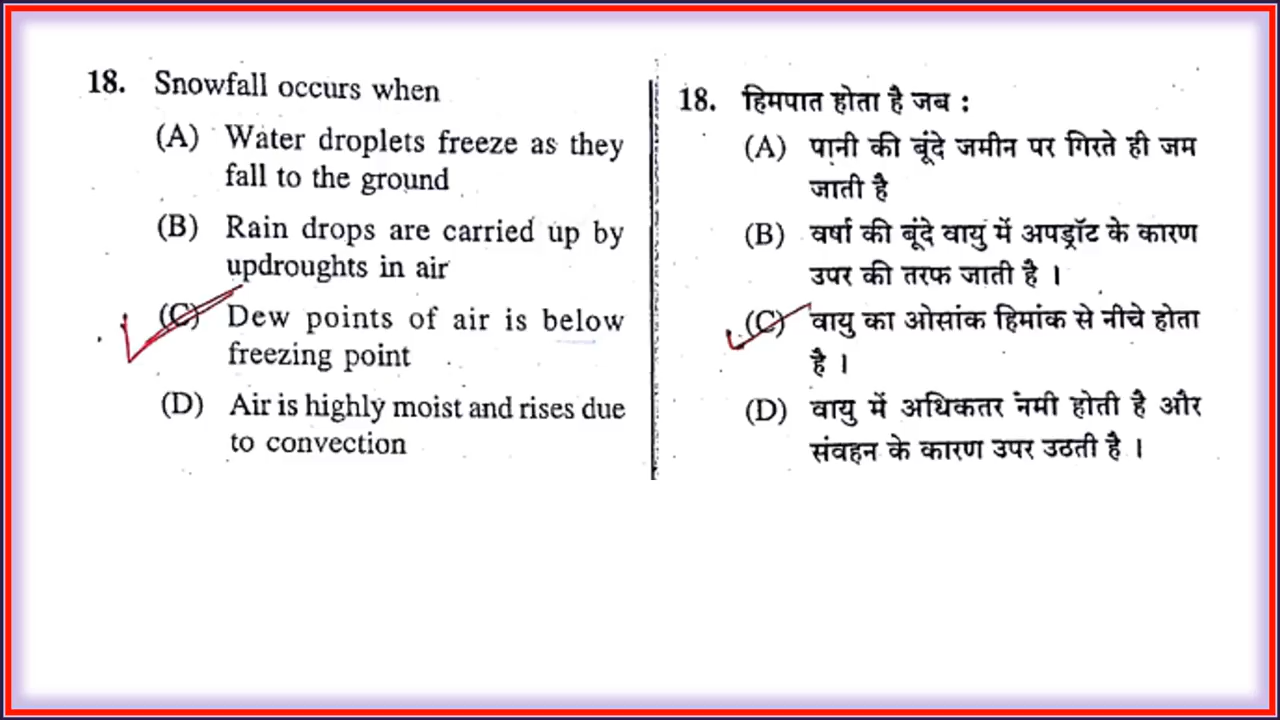 18. Snowfall occurs when
(A) Water droplets freeze as they
fall to the ground
(B) Rain drops are carried up by
updroughts in air
(C) Dew points of air is below
freezing point
(D) Air is highly moist and rises due
to convection
18. हिमपात होता है जब :
(A) पानी की बूंदे जमीन पर गिरते ही जम
जाती है
(B) वर्षा की बूंदे वायु में अपड्रॉट के कारण
उपर की तरफ जाती है ।
(C) वायु का ओसांक हिमांक से नीचे होता
है ।
(D) वायु में अधिकतर नमी होती है और
संवहन के कारण उपर उठती है ।